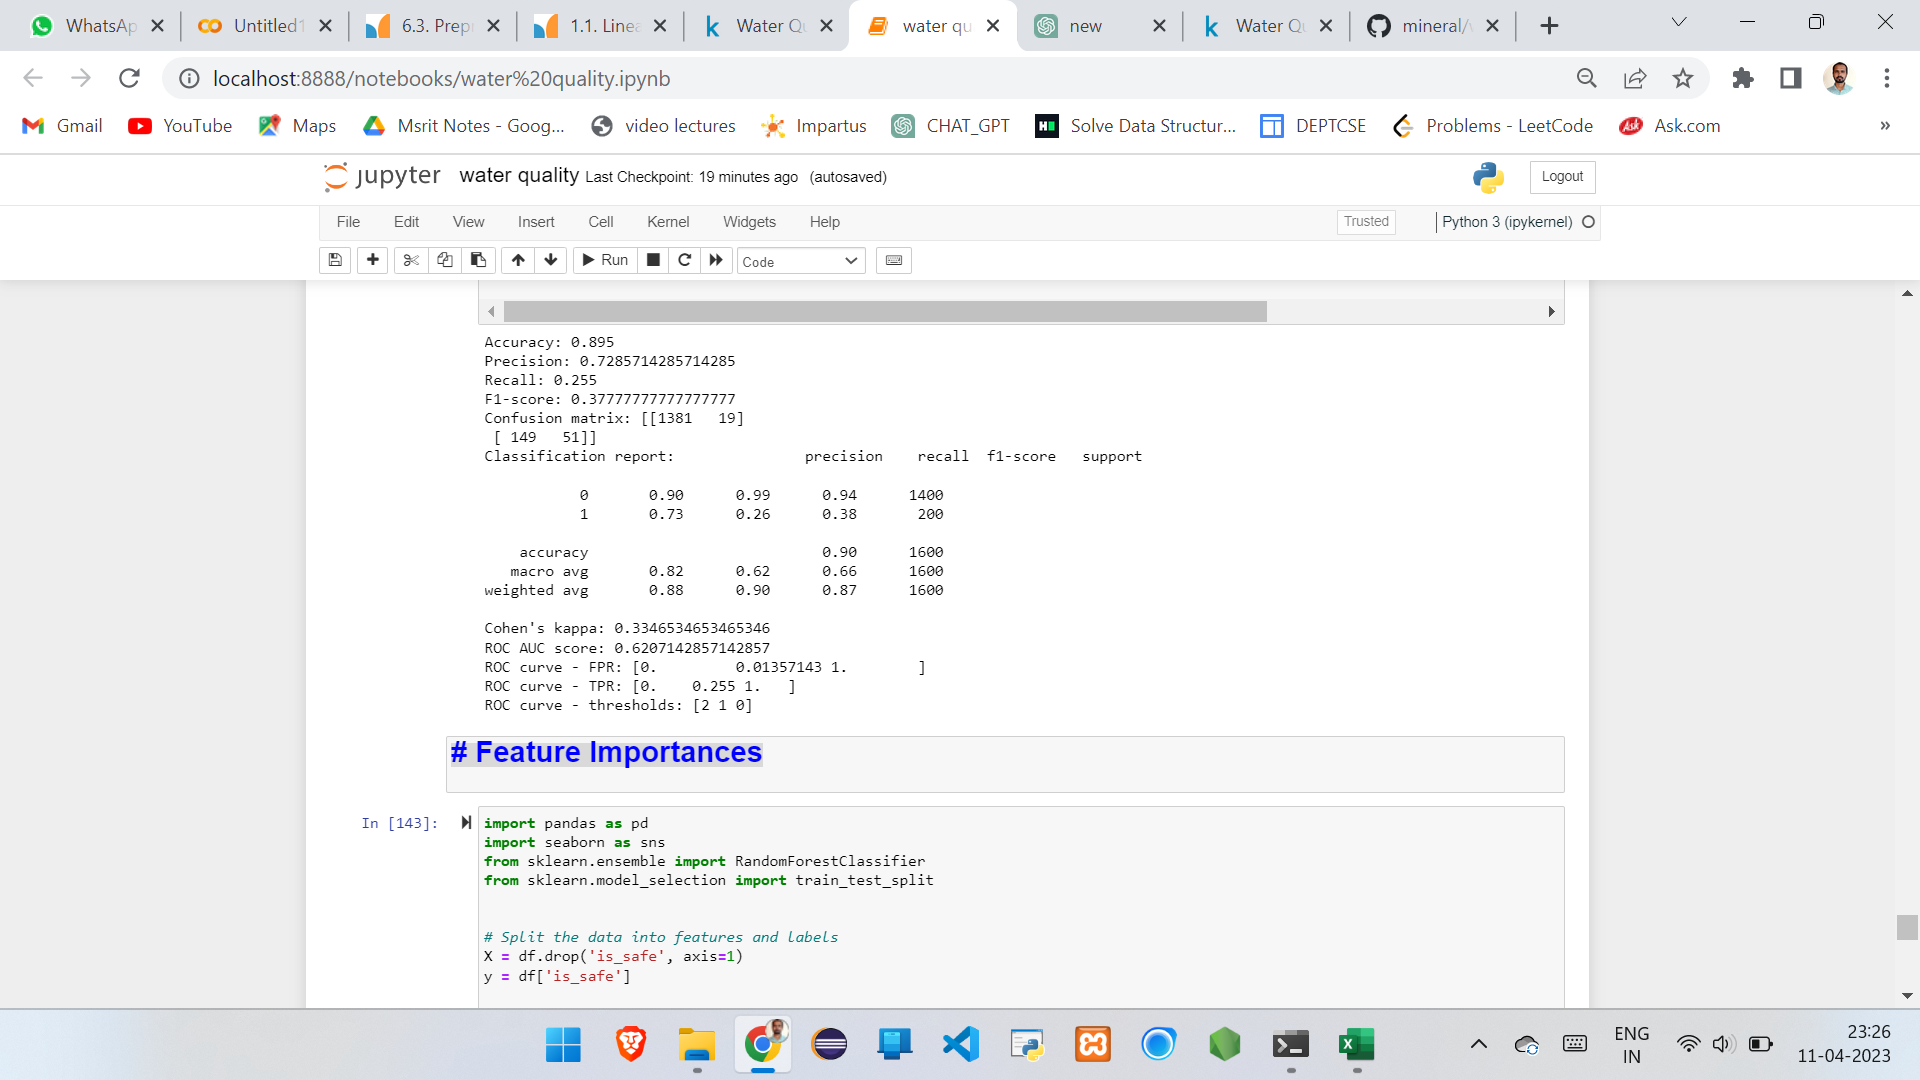 WhatsAp
Untitled1
6.3. Prepr
1.1. Linea
Water Qu
water qu
new
Water Qu
mineral/
localhost:8888/notebooks/water%20quality.ipynb
Gmail YouTube Maps Msrit Notes - Goog... video lectures Impartus CHAT_GPT Solve Data Structur... DEPTCSE Problems - LeetCode Ask.com »
jupyter water quality Last Checkpoint: 19 minutes ago (autosaved) Logout
File Edit View Insert Cell Kernel Widgets Help Trusted Python 3 (ipykernel)
Run Code
Accuracy: 0.895
Precision: 0.7285714285714285
Recall: 0.255
F1-score: 0.37777777777777777
Confusion matrix: [[1381 19]
[ 149 51]]
Classification report: precision recall f1-score support
0 0.90 0.99 0.94 1400
1 0.73 0.26 0.38 200
accuracy 0.90 1600
macro avg 0.82 0.62 0.66 1600
weighted avg 0.88 0.90 0.87 1600
Cohen's kappa: 0.3346534653465346
ROC AUC score: 0.6207142857142857
ROC curve - FPR: [0. 0.01357143 1. ]
ROC curve - TPR: [0. 0.255 1. ]
ROC curve - thresholds: [2 1 0]
# Feature Importances
In [143]: import pandas as pd
import seaborn as sns
from sklearn.ensemble import RandomForestClassifier
from sklearn.model_selection import train_test_split
# Split the data into features and labels
X = df.drop('is_safe', axis=1)
y = df['is_safe']
ENG
IN
23:26
11-04-2023